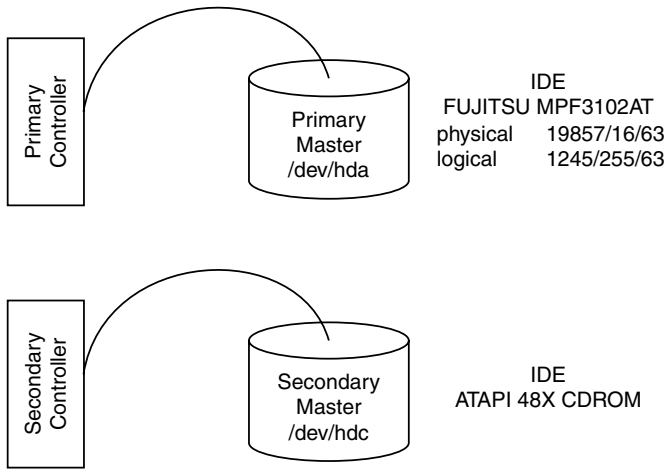 Primary
Controller
Primary
Master
/dev/hda
IDE
FUJITSU MPF3102AT
physical 19857/16/63
logical 1245/255/63
Secondary
Controller
Secondary
Master
/dev/hdc
IDE
ATAPI 48X CDROM